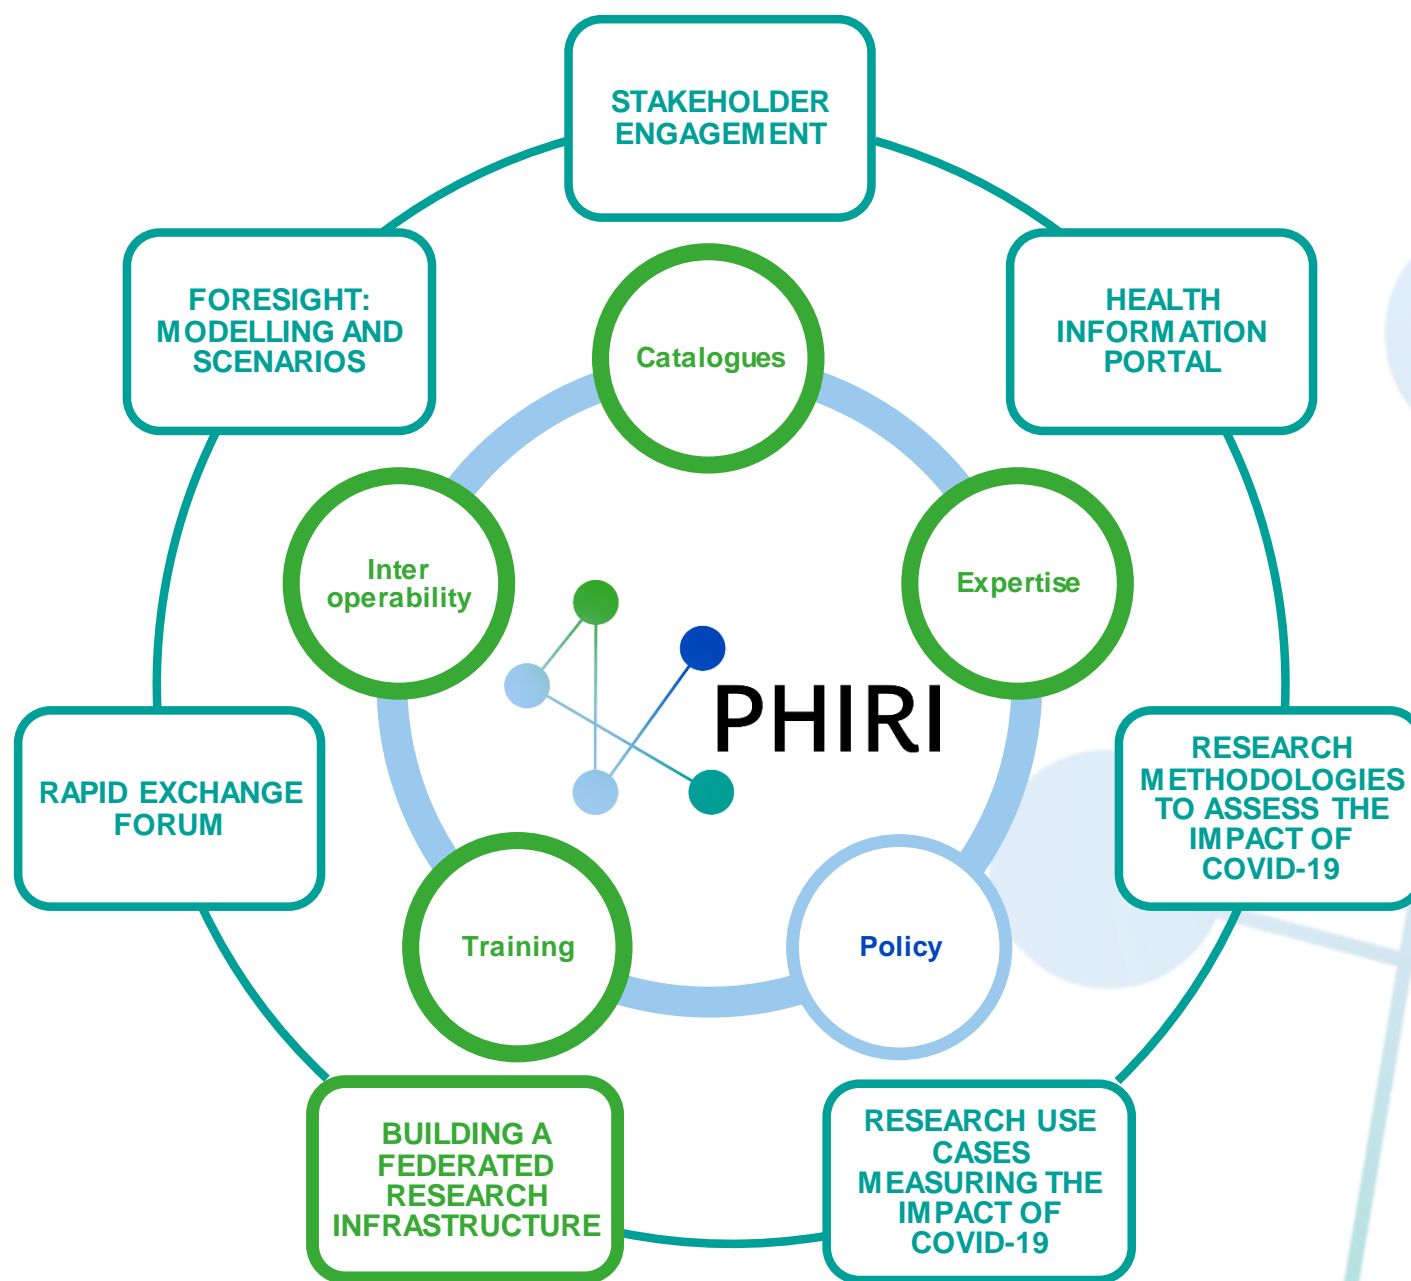 STAKEHOLDER
ENGAGEMENT
FORESIGHT:
MODELLING AND
SCENARIOS
HEALTH
INFORMATION
PORTAL
Catalogues
Inter
operability
Expertise
PHIRI
RAPID EXCHANGE
FORUM
RESEARCH
METHODOLOGIES
TO ASSESS THE
IMPACT OF
COVID-19
Training
Policy
BUILDING A
FEDERATED
RESEARCH
INFRASTRUCTURE
RESEARCH USE
CASES
MEASURING THE
IMPACT OF
COVID-19